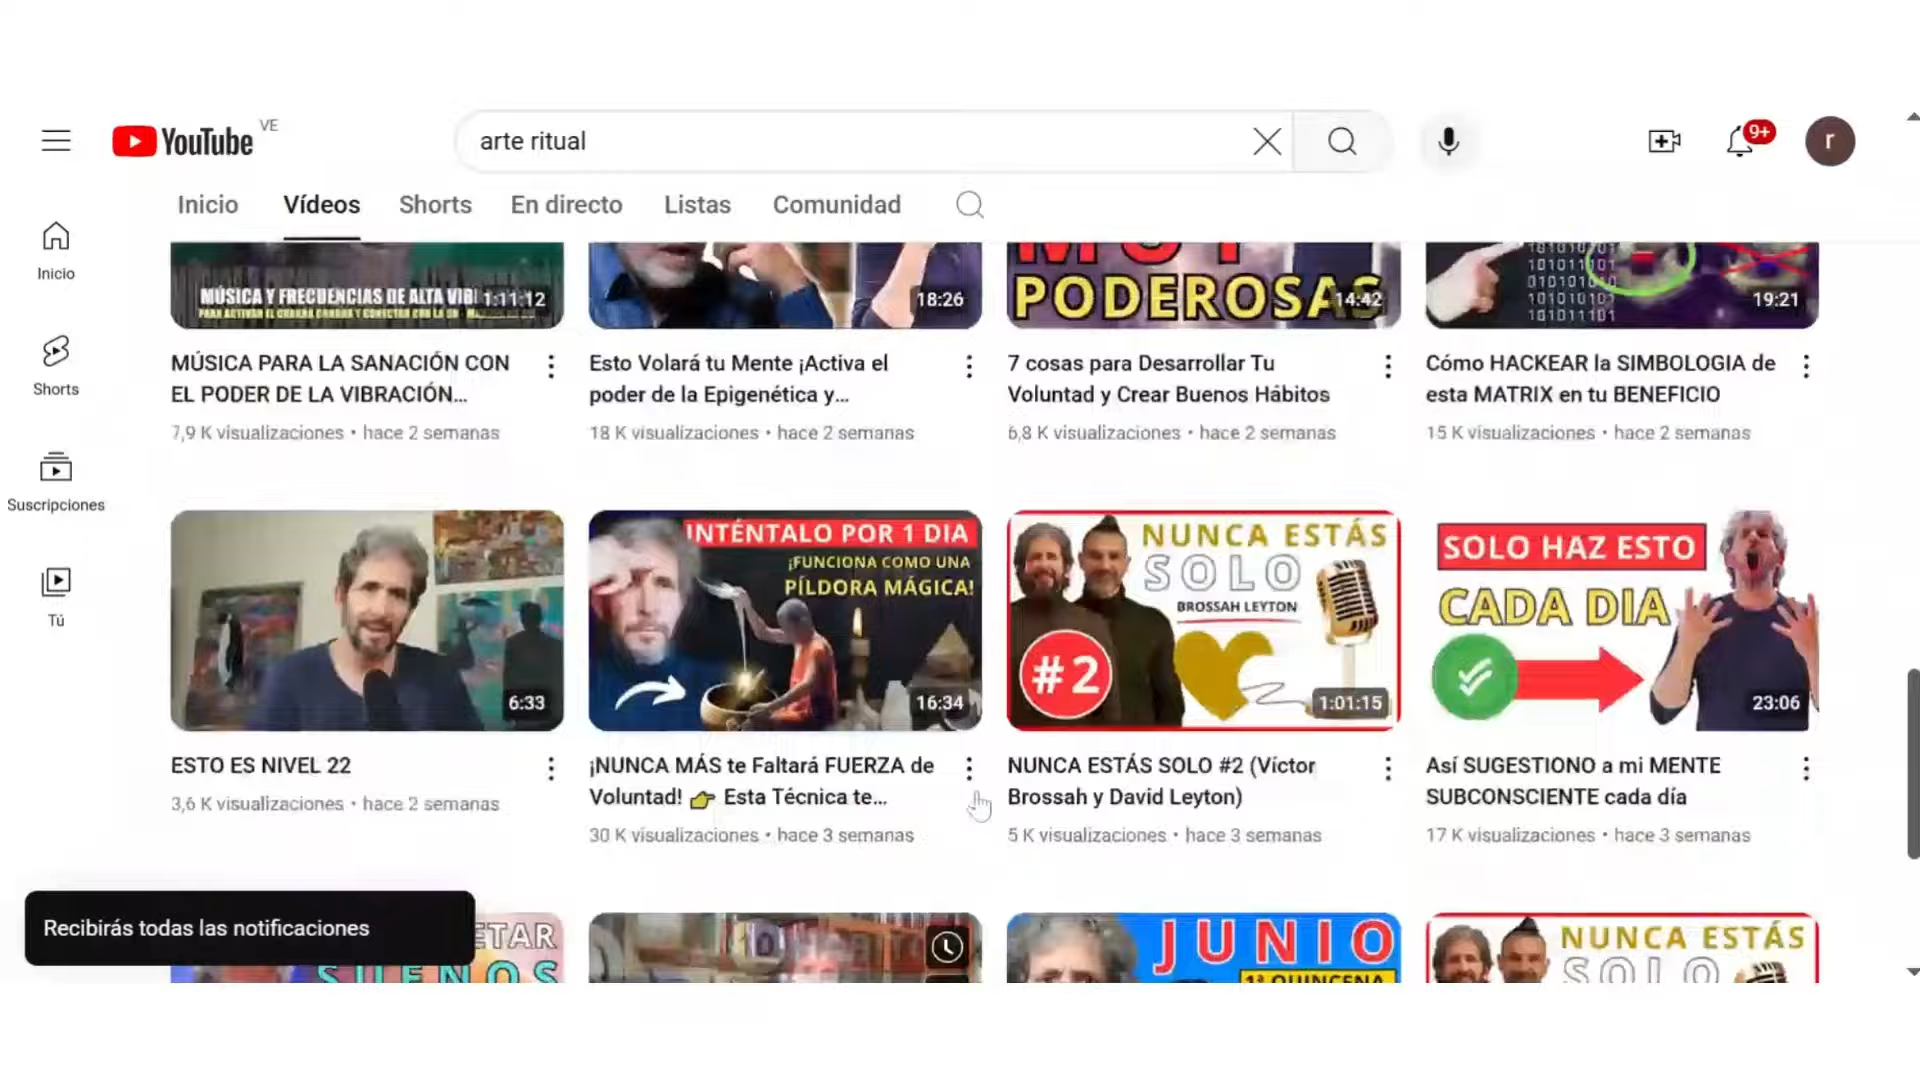 YouTube VE
arte ritual
9+
r
Inicio Vídeos Shorts En directo Listas Comunidad
Inicio
Shorts
Suscripciones
Tú
MÚSICA Y FRECUENCIAS DE ALTA VIB
1:11:12
18:26
PODEROSAS
14:42
19:21
MÚSICA PARA LA SANACIÓN CON
EL PODER DE LA VIBRACIÓN...
7,9 K visualizaciones • hace 2 semanas
Esto Volará tu Mente ¡Activa el
poder de la Epigenética y...
18 K visualizaciones • hace 2 semanas
7 cosas para Desarrollar Tu
Voluntad y Crear Buenos Hábitos
6,8 K visualizaciones • hace 2 semanas
Cómo HACKEAR la SIMBOLOGIA de
esta MATRIX en tu BENEFICIO
15 K visualizaciones • hace 2 semanas
6:33
INTÉNTALO POR 1 DIA
¡FUNCIONA COMO UNA
PÍLDORA MÁGICA!
16:34
NUNCA ESTÁS
SOLO
BROSSAH LEYTON
#2
1:01:15
SOLO HAZ ESTO
CADA DIA
23:06
ESTO ES NIVEL 22
3,6 K visualizaciones • hace 2 semanas
¡NUNCA MÁS te Faltará FUERZA de
Voluntad! 👉 Esta Técnica te...
30 K visualizaciones • hace 3 semanas
NUNCA ESTÁS SOLO #2 (Víctor
Brossah y David Leyton)
5 K visualizaciones • hace 3 semanas
Así SUGESTIONO a mi MENTE
SUBCONSCIENTE cada día
17 K visualizaciones • hace 3 semanas
Recibirás todas las notificaciones
ETAR
SUEÑOS
JUNIO
1ª QUINCENA
NUNCA ESTÁS
SOLO